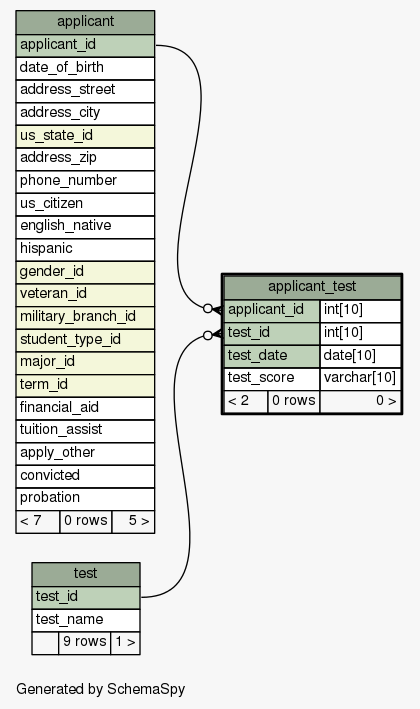 applicant
applicant_id
date_of_birth
address_street
address_city
us_state_id
address_zip
phone_number
us_citizen
english_native
hispanic
gender_id
veteran_id
military_branch_id
student_type_id
major_id
term_id
financial_aid
tuition_assist
apply_other
convicted
probation
< 7 0 rows 5 >
applicant_test
applicant_id int[10]
test_id int[10]
test_date date[10]
test_score varchar[10]
< 2 0 rows 0 >
test
test_id
test_name
9 rows 1 >
Generated by SchemaSpy